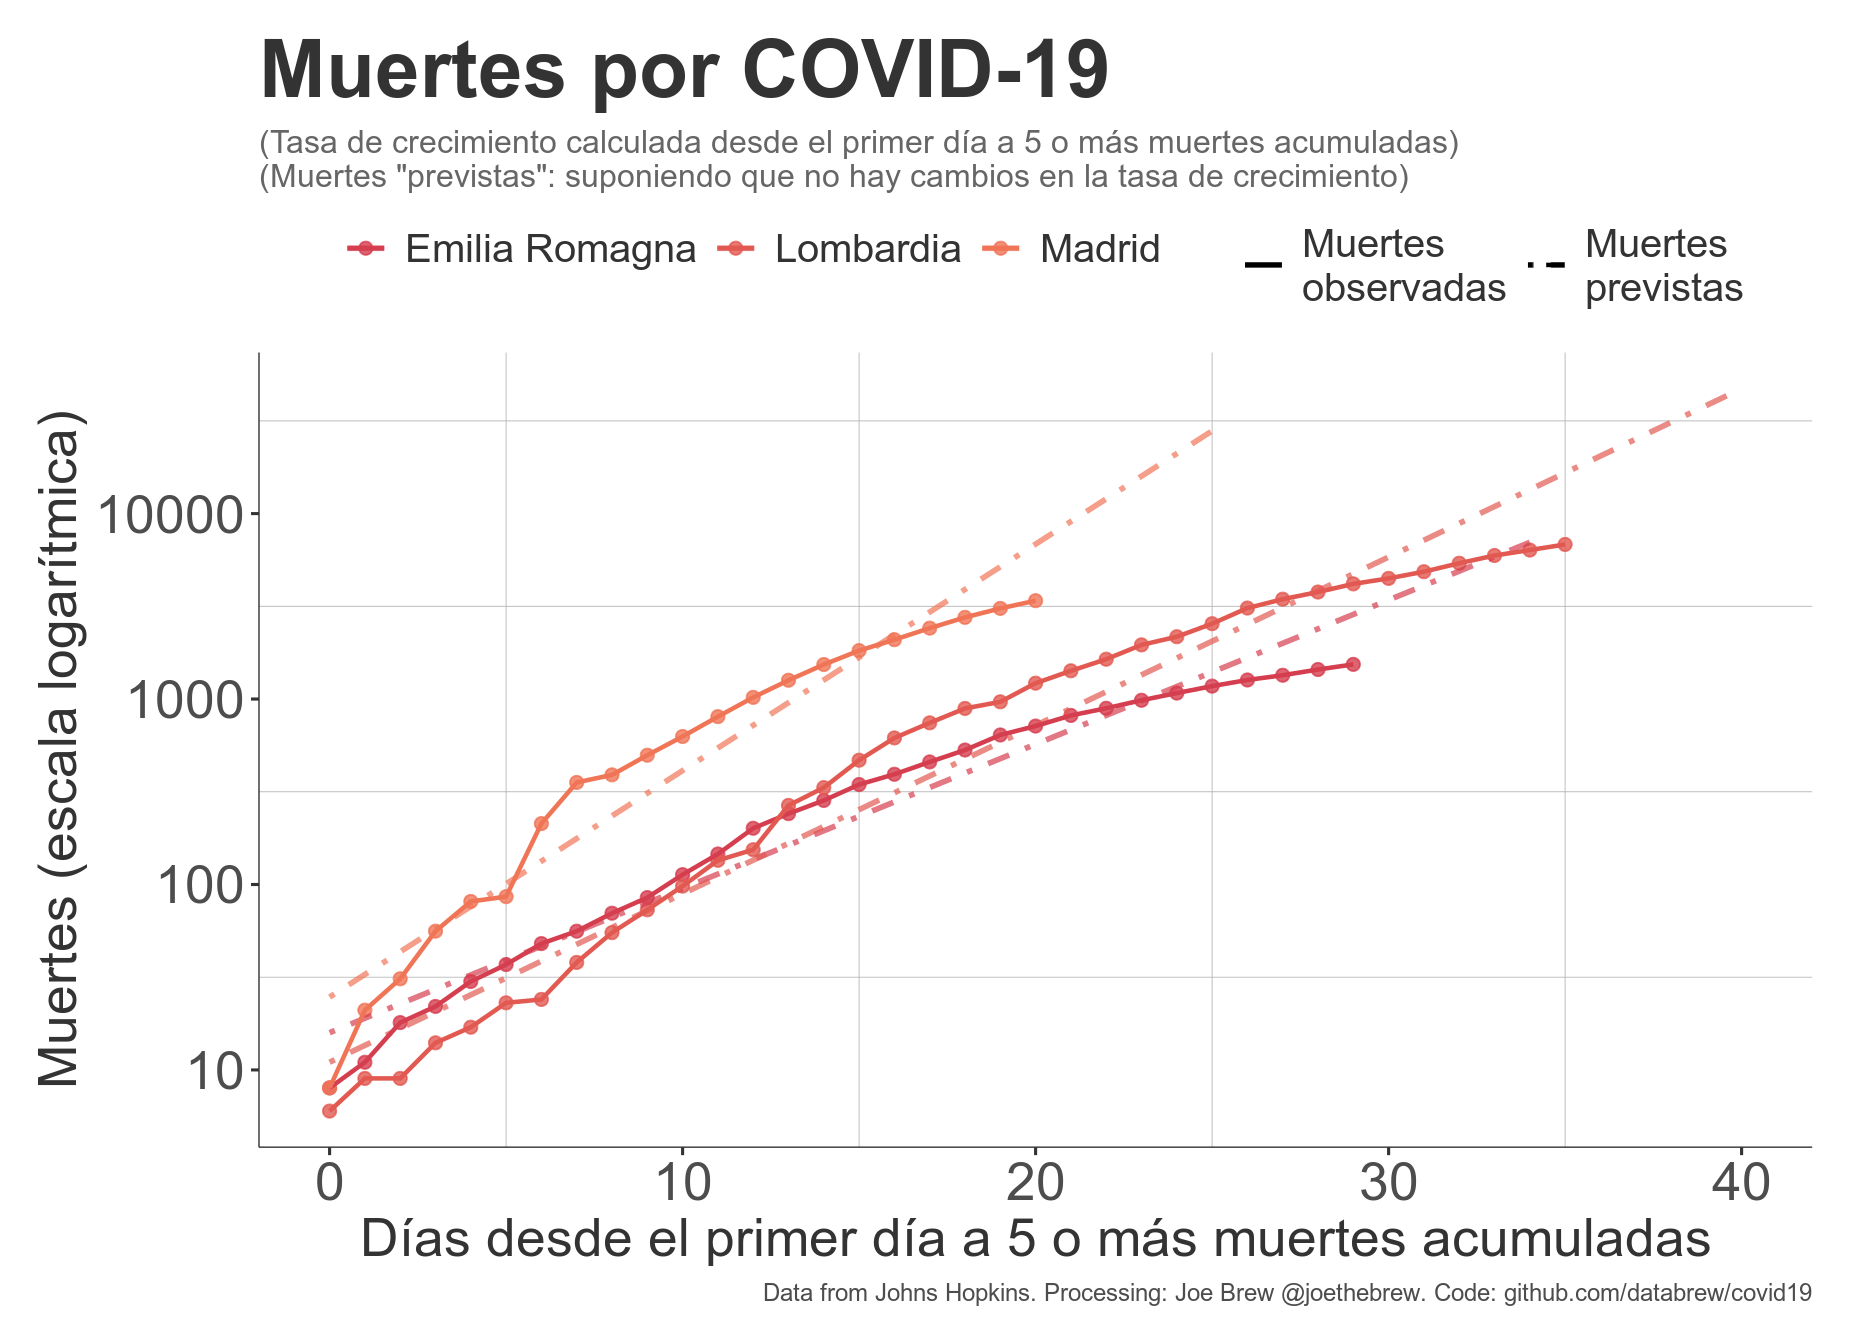 Muertes por COVID-19
(Tasa de crecimiento calculada desde el primer día a 5 o más muertes acumuladas)
(Muertes "previstas": suponiendo que no hay cambios en la tasa de crecimiento)
Emilia Romagna Lombardia Madrid
Muertes observadas
Muertes previstas
Muertes (escala logarítmica)
10000
1000
100
10
0 10 20 30 40
Días desde el primer día a 5 o más muertes acumuladas
Data from Johns Hopkins. Processing: Joe Brew @joethebrew. Code: github.com/databrew/covid19